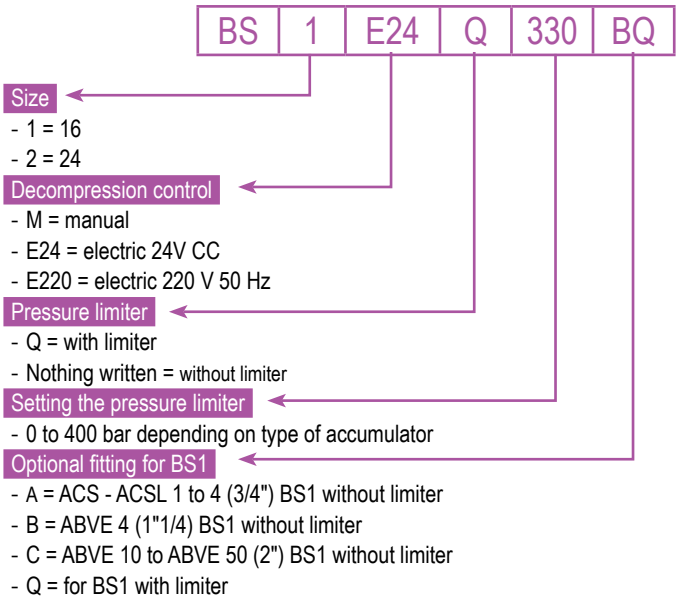 BS 1 E24 Q 330 BQ
Size
- 1 = 16
- 2 = 24
Decompression control
- M = manual
- E24 = electric 24V CC
- E220 = electric 220 V 50 Hz
Pressure limiter
- Q = with limiter
- Nothing written = without limiter
Setting the pressure limiter
- 0 to 400 bar depending on type of accumulator
Optional fitting for BS1
- A = ACS - ACSL 1 to 4 (3/4") BS1 without limiter
- B = ABVE 4 (1"1/4) BS1 without limiter
- C = ABVE 10 to ABVE 50 (2") BS1 without limiter
- Q = for BS1 with limiter